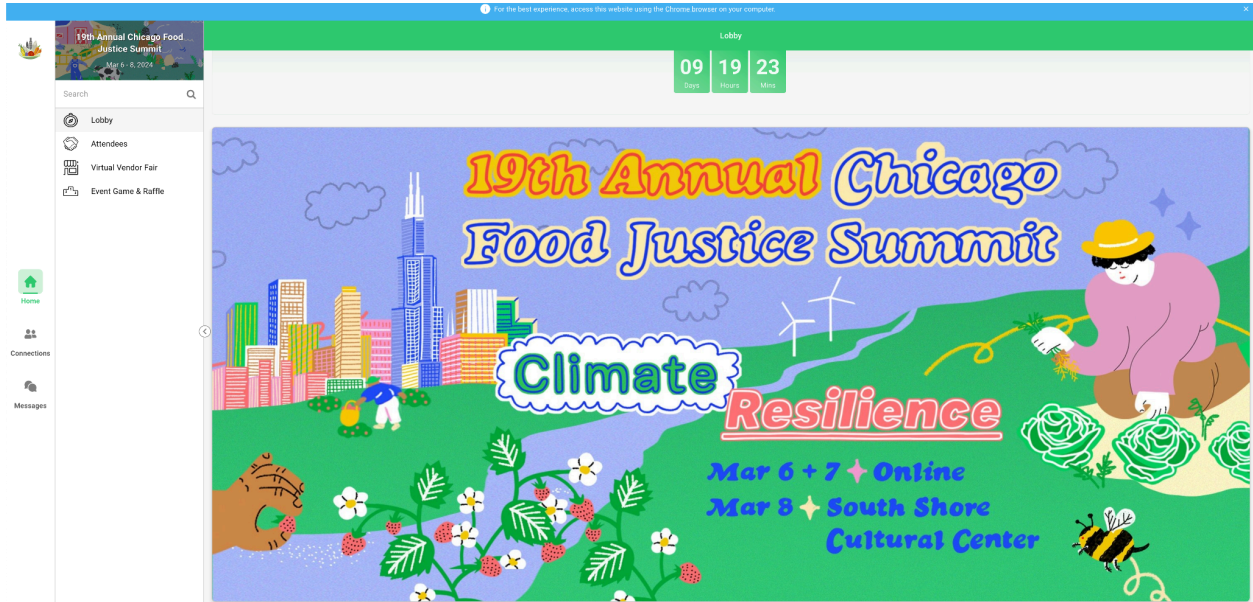 For the best experience, access this website using the Chrome browser on your computer.
19th Annual Chicago Food
Justice Summit
Mar 6 - 8, 2024
Search
Lobby
Attendees
Virtual Vendor Fair
Event Game & Raffle
Home
Connections
Messages
Lobby
09 19 23
Days Hours Mins
19th Annual Chicago
Food Justice Summit
Climate
Resilience
Mar 6 + 7 Online
Mar 8 South Shore
Cultural Center